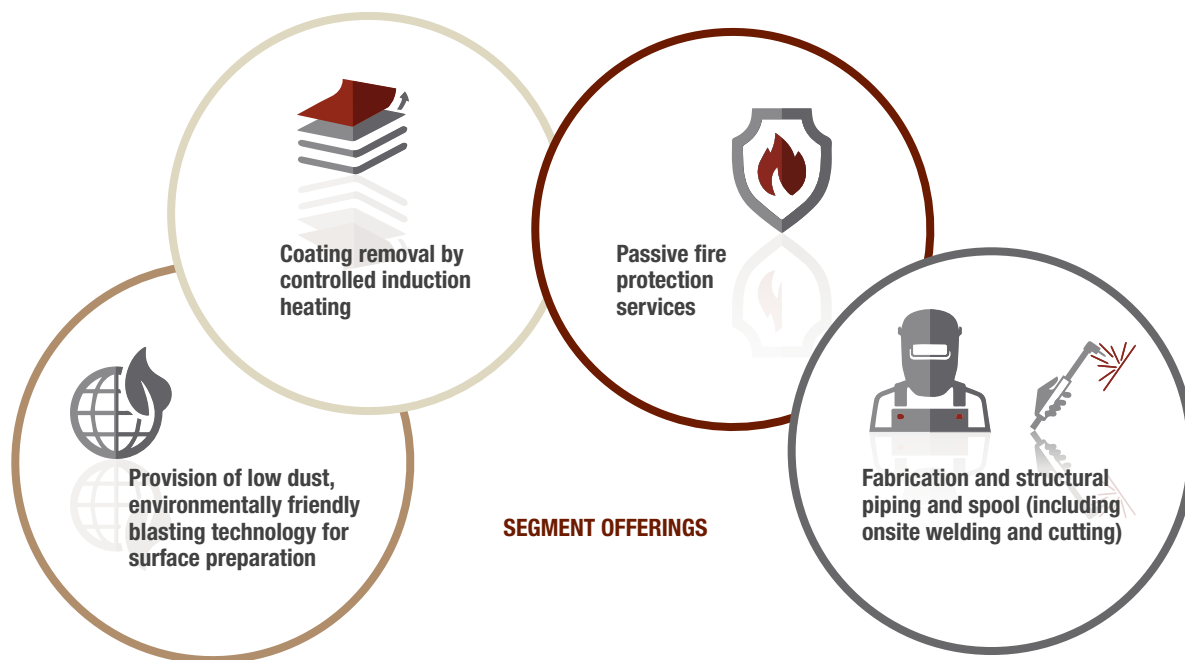 Coating removal by
controlled induction
heating
Passive fire
protection
services
Provision of low dust,
environmentally friendly
blasting technology for
surface preparation
SEGMENT OFFERINGS
Fabrication and structural
piping and spool (including
onsite welding and cutting)